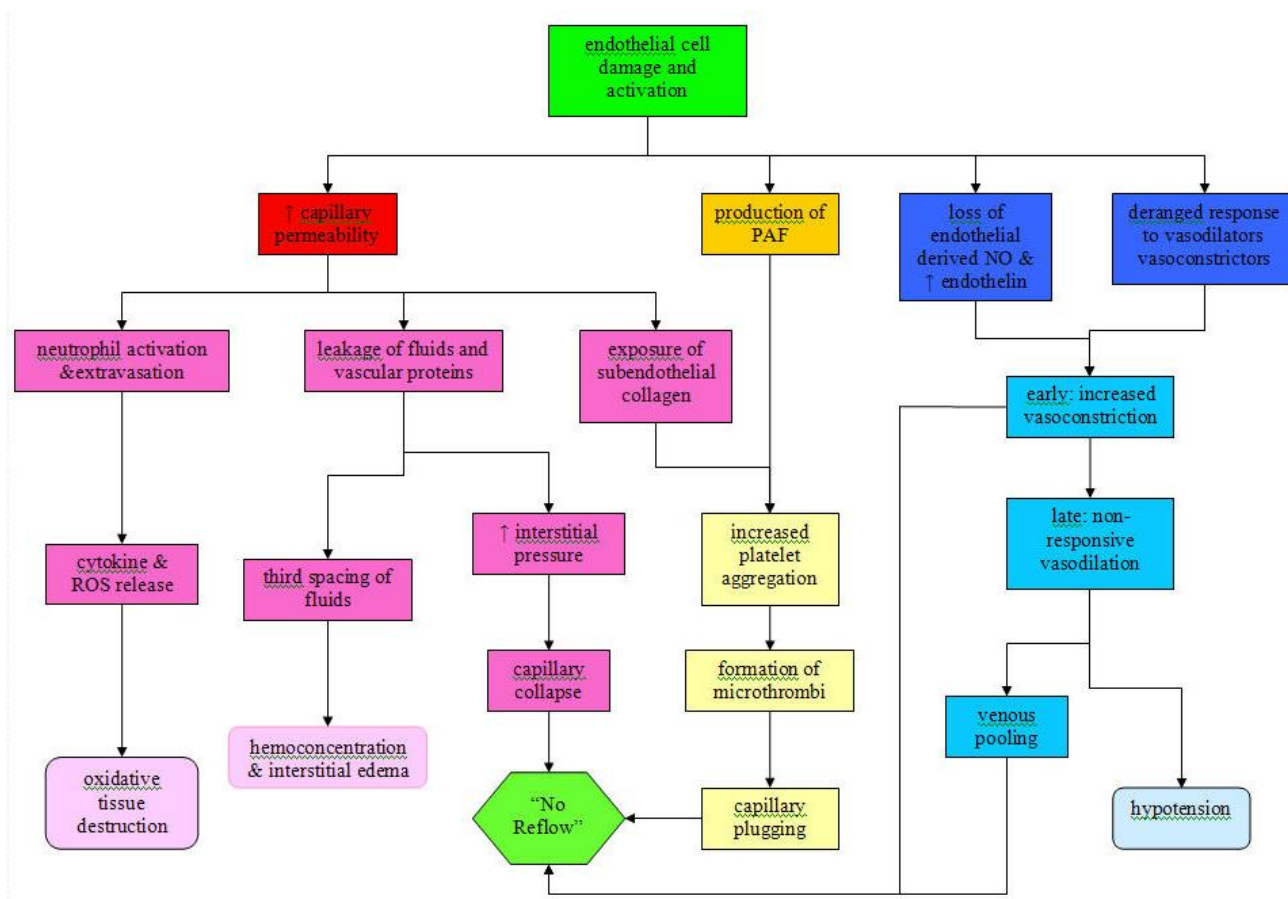 endothelial cell
damage and
activation
↑ capillary
permeability
production of
PAF
loss of
endothelial
derived NO &
↑ endothelin
deranged response
to vasodilators
vasoconstrictors
neutrophil activation
&extravasation
leakage of fluids and
vascular proteins
exposure of
subendothelial
collagen
early: increased
vasoconstriction
cytokine &
ROS release
third spacing of
fluids
↑ interstitial
pressure
increased
platelet
aggregation
late: non-
responsive
vasodilation
capillary
collapse
formation of
microthrombi
venous
pooling
oxidative
tissue
destruction
hemoconcentration
& interstitial edema
“No
Reflow”
capillary
plugging
hypotension